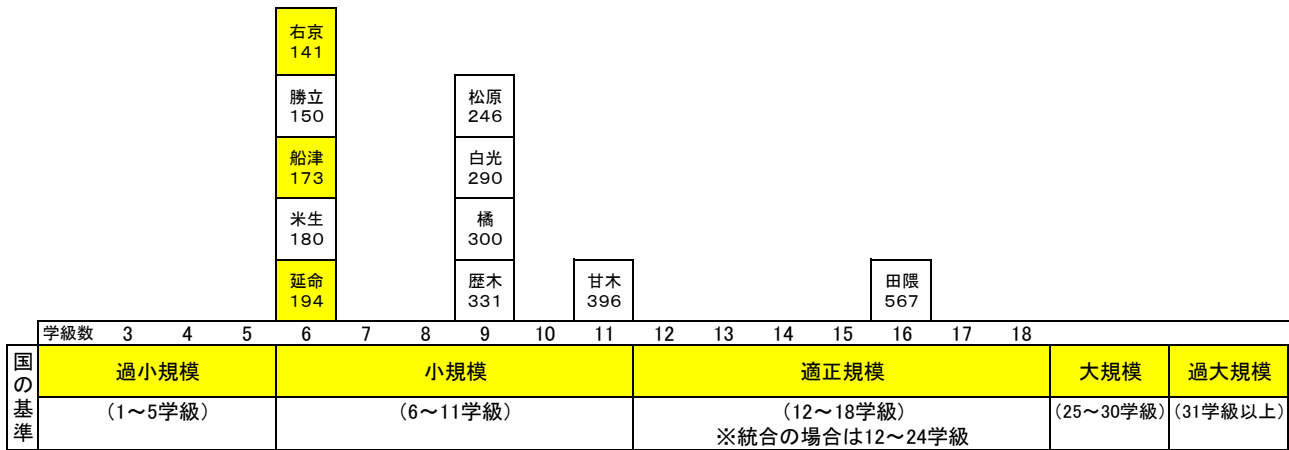 右京
141
勝立
150
松原
246
船津
173
白光
290
米生
180
橘
300
延命
194
歴木
331
甘木
396
田隈
567
学級数 3 4 5 6 7 8 9 10 11 12 13 14 15 16 17 18
国の基準
過小規模 小規模 適正規模 大規模 過大規模
(1~5学級) (6~11学級) (12~18学級) (25~30学級) (31学級以上)
※統合の場合は12~24学級